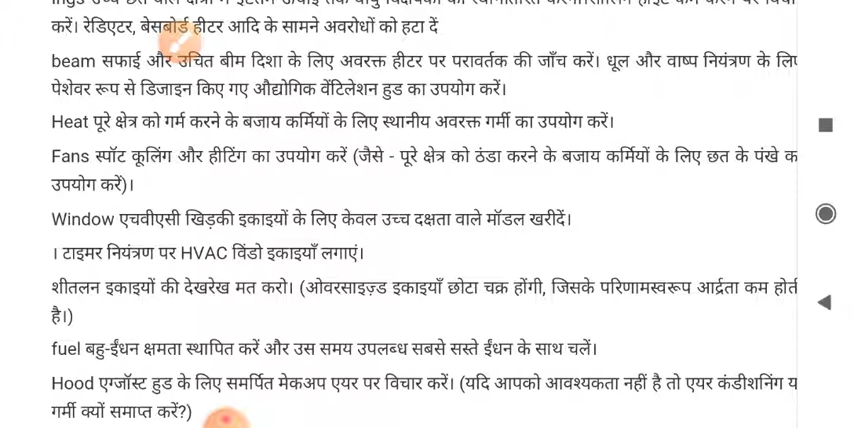 करें। रेडिएटर, बेसबोर्ड हीटर आदि के सामने अवरोधों को हटा दें
beam सफाई और उचित बीम दिशा के लिए अवरक्त हीटर पर परावर्तक की जाँच करें। धूल और वाष्प नियंत्रण के लिए
पेशेवर रूप से डिजाइन किए गए औद्योगिक वेंटिलेशन हुड का उपयोग करें।
Heat पूरे क्षेत्र को गर्म करने के बजाय कर्मियों के लिए स्थानीय अवरक्त गर्मी का उपयोग करें।
Fans स्पॉट कूलिंग और हीटिंग का उपयोग करें (जैसे - पूरे क्षेत्र को ठंडा करने के बजाय कर्मियों के लिए छत के पंखे क
उपयोग करें)।
Window एचवीएसी खिड़की इकाइयों के लिए केवल उच्च दक्षता वाले मॉडल खरीदें।
। टाइमर नियंत्रण पर HVAC विंडो इकाइयाँ लगाएं।
शीतलन इकाइयों की देखरेख मत करो। (ओवरसाइज़्ड इकाइयाँ छोटा चक्र होंगी, जिसके परिणामस्वरूप आर्द्रता कम होती
है।)
fuel बहु-ईंधन क्षमता स्थापित करें और उस समय उपलब्ध सबसे सस्ते ईंधन के साथ चलें।
Hood एग्जॉस्ट हुड के लिए समर्पित मेकअप एयर पर विचार करें। (यदि आपको आवश्यकता नहीं है तो एयर कंडीशनिंग य
गर्मी क्यों समाप्त करें?)